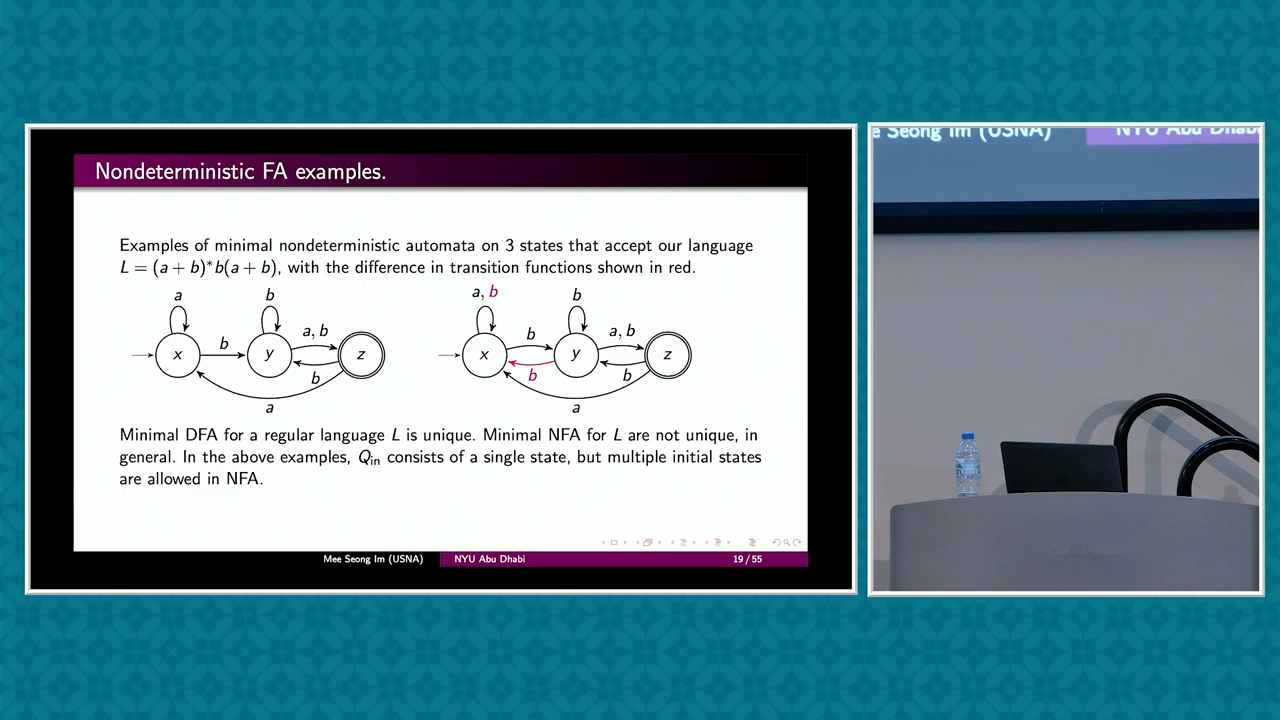 Nondeterministic FA examples.
Examples of minimal nondeterministic automata on 3 states that accept our language
L = (a + b)*b(a + b), with the difference in transition functions shown in red.
a
b
a, b
b
x
b
y
a, b
z
b
a
x
b
y
a, b
z
b
b
a
Minimal DFA for a regular language L is unique. Minimal NFA for L are not unique, in
general. In the above examples, Qin consists of a single state, but multiple initial states
are allowed in NFA.
Mee Seong Im (USNA)
NYU Abu Dhabi
19 / 55
e Seong Im (USNA)
NYU Abu Dhabi